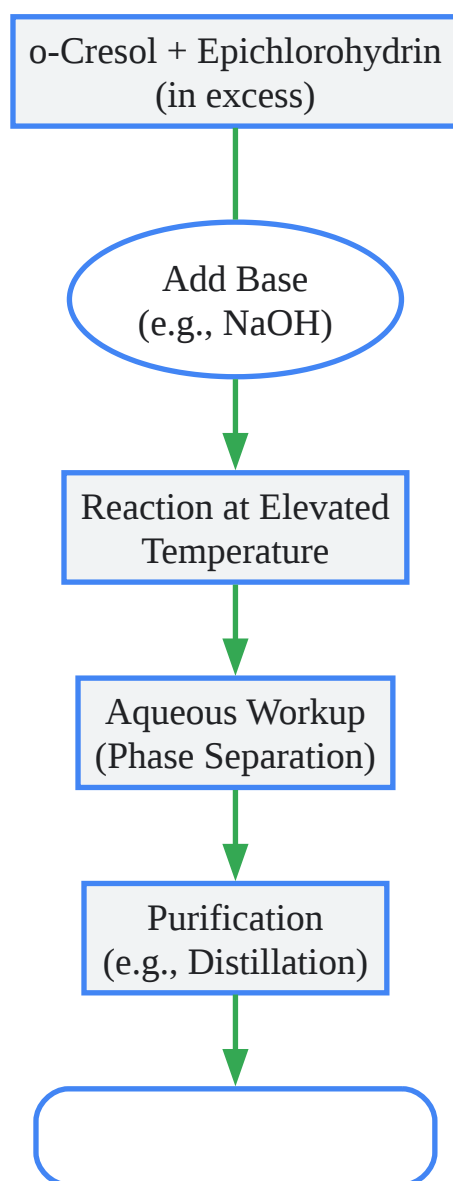 o-Cresol + Epichlorohydrin
(in excess)
Add Base
(e.g., NaOH)
Reaction at Elevated
Temperature
Aqueous Workup
(Phase Separation)
Purification
(e.g., Distillation)